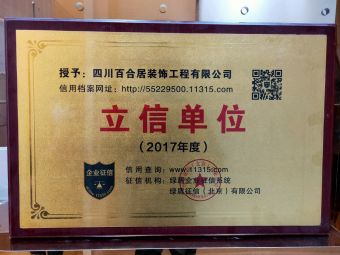 授予：四川百合居装饰工程有限公司
信用档案网址：http://55229500.11315.com
立信单位
（2017年度）
企业征信
信用查询：www.11315.com
征信机构：绿盾企业征信系统
绿盾征信（北京）有限公司